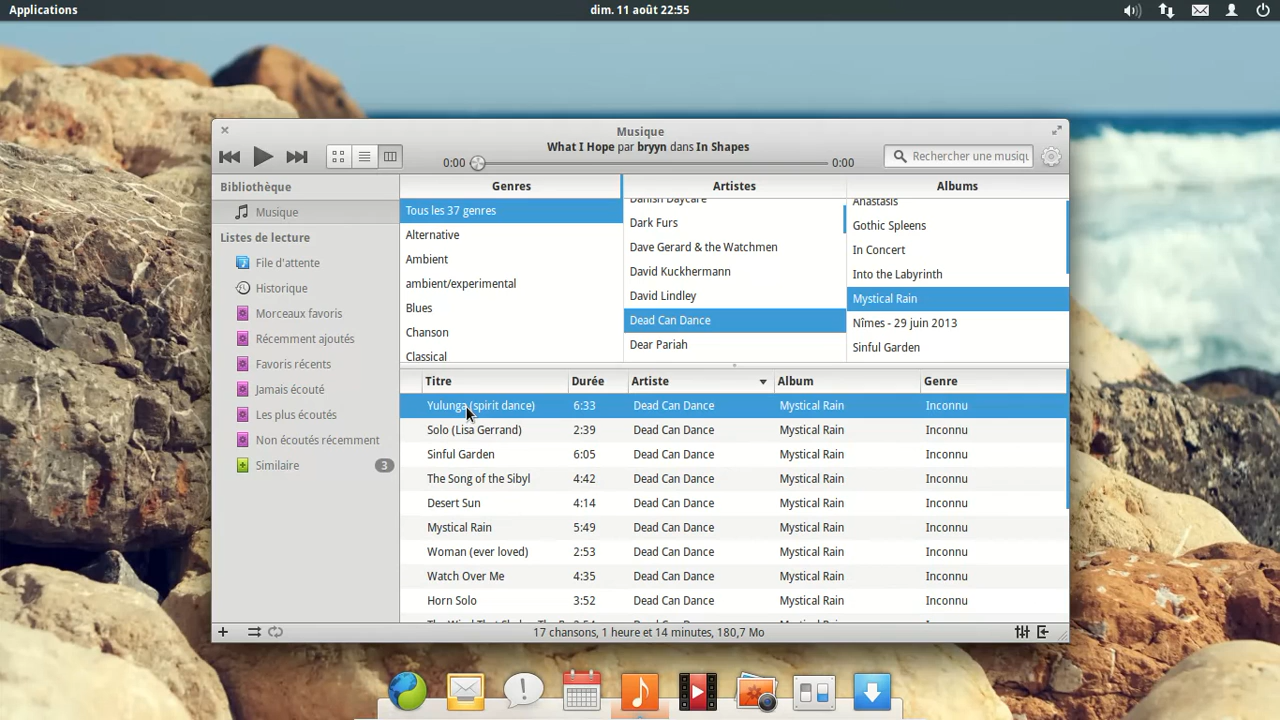 Applications
dim. 11 août 22:55
Musique
What I Hope par bryyn dans In Shapes
0:00
0:00
Rechercher une musiqu
Bibliothèque
Musique
Listes de lecture
File d'attente
Historique
Morceaux favoris
Récemment ajoutés
Favoris récents
Jamais écouté
Les plus écoutés
Non écoutés récemment
Similaire 3
Genres
Tous les 37 genres
Alternative
Ambient
ambient/experimental
Blues
Chanson
Classical
Artistes
Danish Daycare
Dark Furs
Dave Gerard & the Watchmen
David Kuckhermann
David Lindley
Dead Can Dance
Dear Pariah
Albums
Anastasis
Gothic Spleens
In Concert
Into the Labyrinth
Mystical Rain
Nîmes - 29 juin 2013
Sinful Garden
Titre Durée Artiste Album Genre
Yulunga (spirit dance) 6:33 Dead Can Dance Mystical Rain Inconnu
Solo (Lisa Gerrand) 2:39 Dead Can Dance Mystical Rain Inconnu
Sinful Garden 6:05 Dead Can Dance Mystical Rain Inconnu
The Song of the Sibyl 4:42 Dead Can Dance Mystical Rain Inconnu
Desert Sun 4:14 Dead Can Dance Mystical Rain Inconnu
Mystical Rain 5:49 Dead Can Dance Mystical Rain Inconnu
Woman (ever loved) 2:53 Dead Can Dance Mystical Rain Inconnu
Watch Over Me 4:35 Dead Can Dance Mystical Rain Inconnu
Horn Solo 3:52 Dead Can Dance Mystical Rain Inconnu
17 chansons, 1 heure et 14 minutes, 180,7 Mo